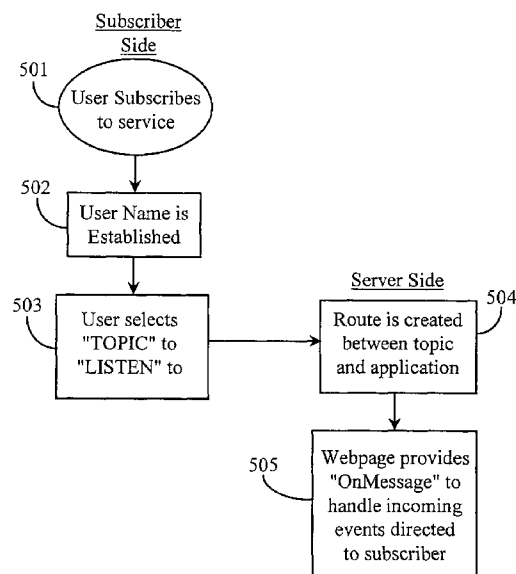 Subscriber
Side
501
User Subscribes
to service
502
User Name is
Established
503
User selects
"TOPIC" to
"LISTEN" to
Server Side
504
Route is created
between topic
and application
505
Webpage provides
"OnMessage" to
handle incoming
events directed
to subscriber